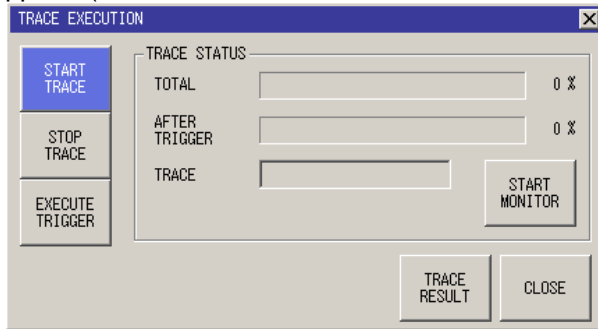 TRACE EXECUTION
START
TRACE
STOP
TRACE
EXECUTE
TRIGGER
TRACE STATUS
TOTAL
0 %
AFTER
TRIGGER
0 %
TRACE
START
MONITOR
TRACE
RESULT
CLOSE